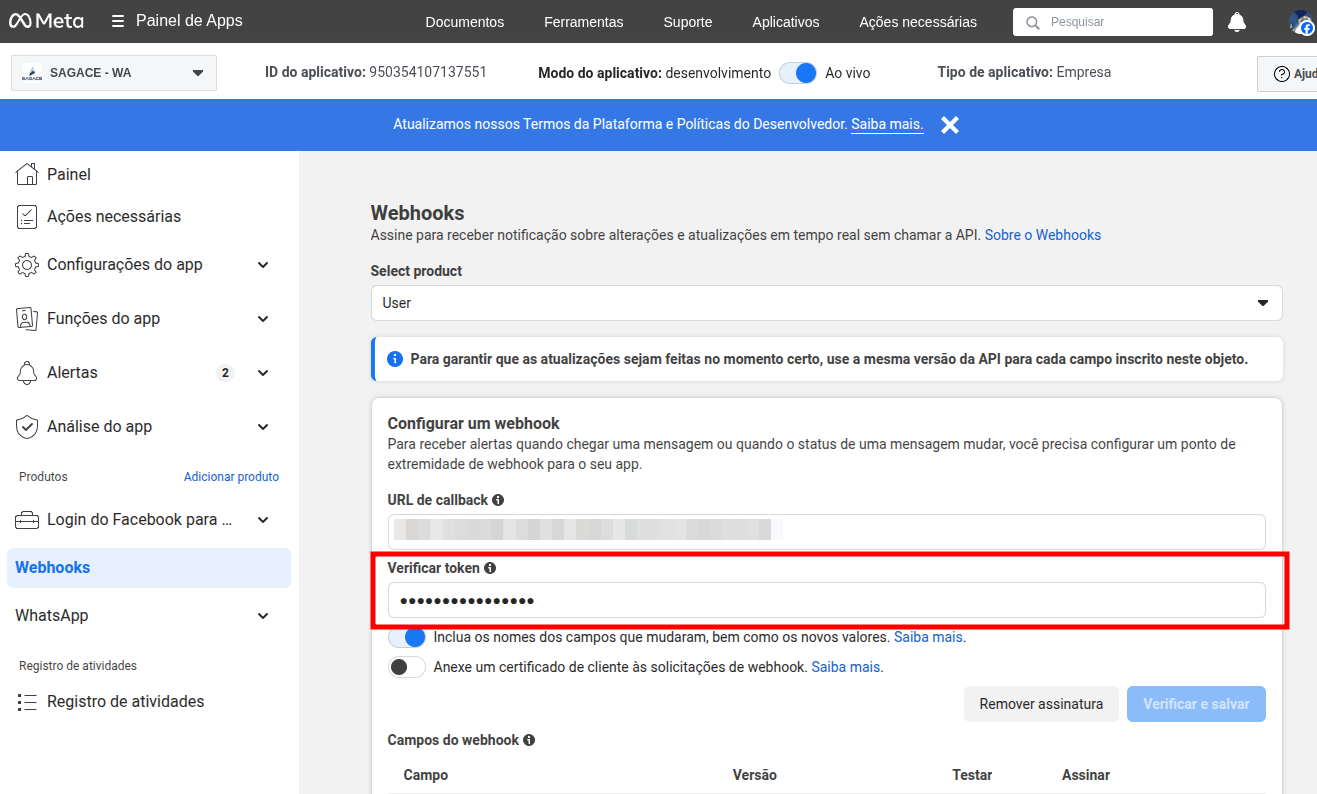 Meta
Painel de Apps
Documentos
Ferramentas
Suporte
Aplicativos
Ações necessárias
Pesquisar
SAGACE - WA
ID do aplicativo: 950354107137551
Modo do aplicativo: desenvolvimento
Ao vivo
Tipo de aplicativo: Empresa
Ajud
Atualizamos nossos Termos da Plataforma e Políticas do Desenvolvedor. Saiba mais.
Painel
Ações necessárias
Configurações do app
Funções do app
Alertas 2
Análise do app
Produtos
Adicionar produto
Login do Facebook para ...
Webhooks
WhatsApp
Registro de atividades
Registro de atividades
Webhooks
Assine para receber notificação sobre alterações e atualizações em tempo real sem chamar a API. Sobre o Webhooks
Select product
User
Para garantir que as atualizações sejam feitas no momento certo, use a mesma versão da API para cada campo inscrito neste objeto.
Configurar um webhook
Para receber alertas quando chegar uma mensagem ou quando o status de uma mensagem mudar, você precisa configurar um ponto de
extremidade de webhook para o seu app.
URL de callback
Verificar token
••••••••••••••••
Inclua os nomes dos campos que mudaram, bem como os novos valores. Saiba mais.
Anexe um certificado de cliente às solicitações de webhook. Saiba mais.
Remover assinatura
Verificar e salvar
Campos do webhook
Campo
Versão
Testar
Assinar